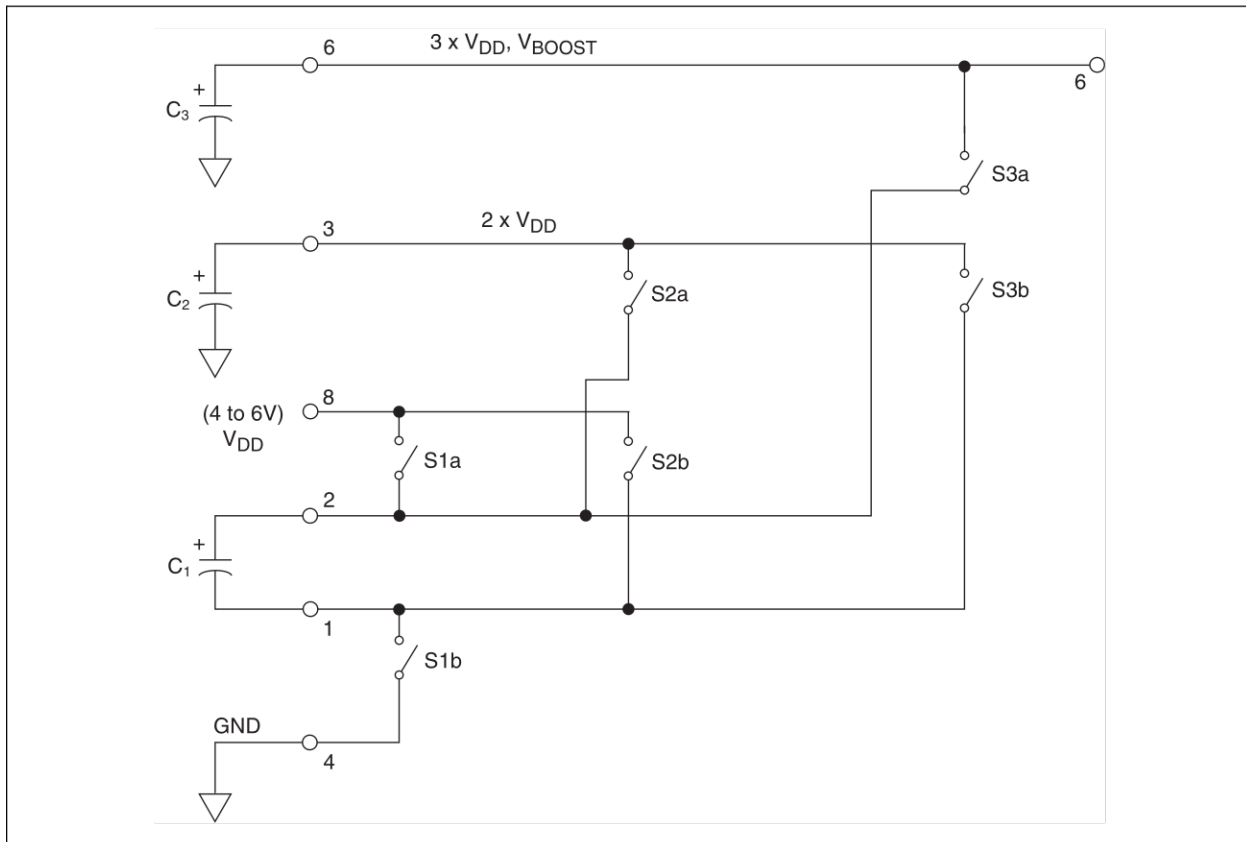 3 x VDD, VBOOST
6
6
+
C3
S3a
3
2 x VDD
+
C2
S2a
S3b
8
(4 to 6V)
VDD
S1a
S2b
2
+
C1
1
S1b
GND
4